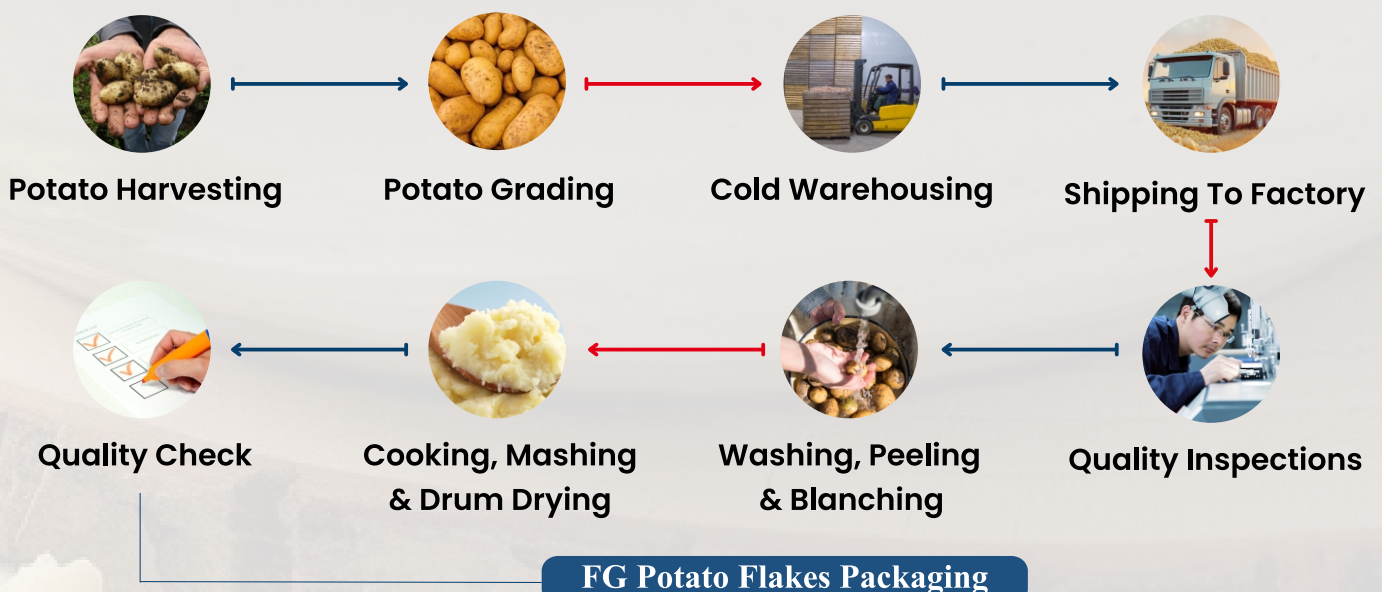 Potato Harvesting
Potato Grading
Cold Warehousing
Shipping To Factory
Quality Inspections
Washing, Peeling
& Blanching
Cooking, Mashing
& Drum Drying
Quality Check
FG Potato Flakes Packaging